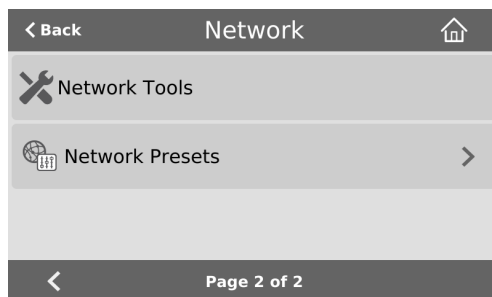 Back
Network
Network Tools
Network Presets
Page 2 of 2